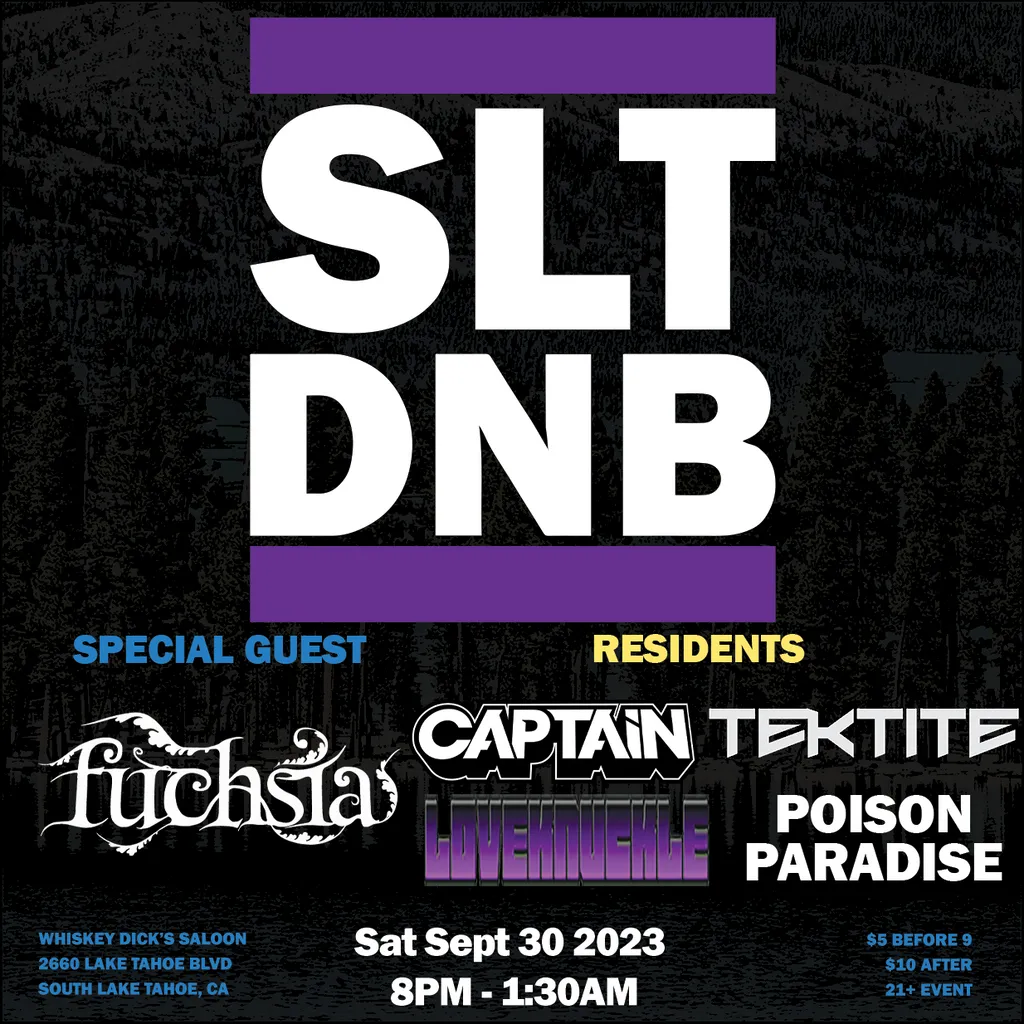 SLT
DNB
SPECIAL GUEST
RESIDENTS
fuchsia
CAPTAiN
TEKTITE
LOVEKNUCKLE
POISON
PARADISE
WHISKEY DICK'S SALOON
2660 LAKE TAHOE BLVD
SOUTH LAKE TAHOE, CA
Sat Sept 30 2023
8PM - 1:30AM
$5 BEFORE 9
$10 AFTER
21+ EVENT